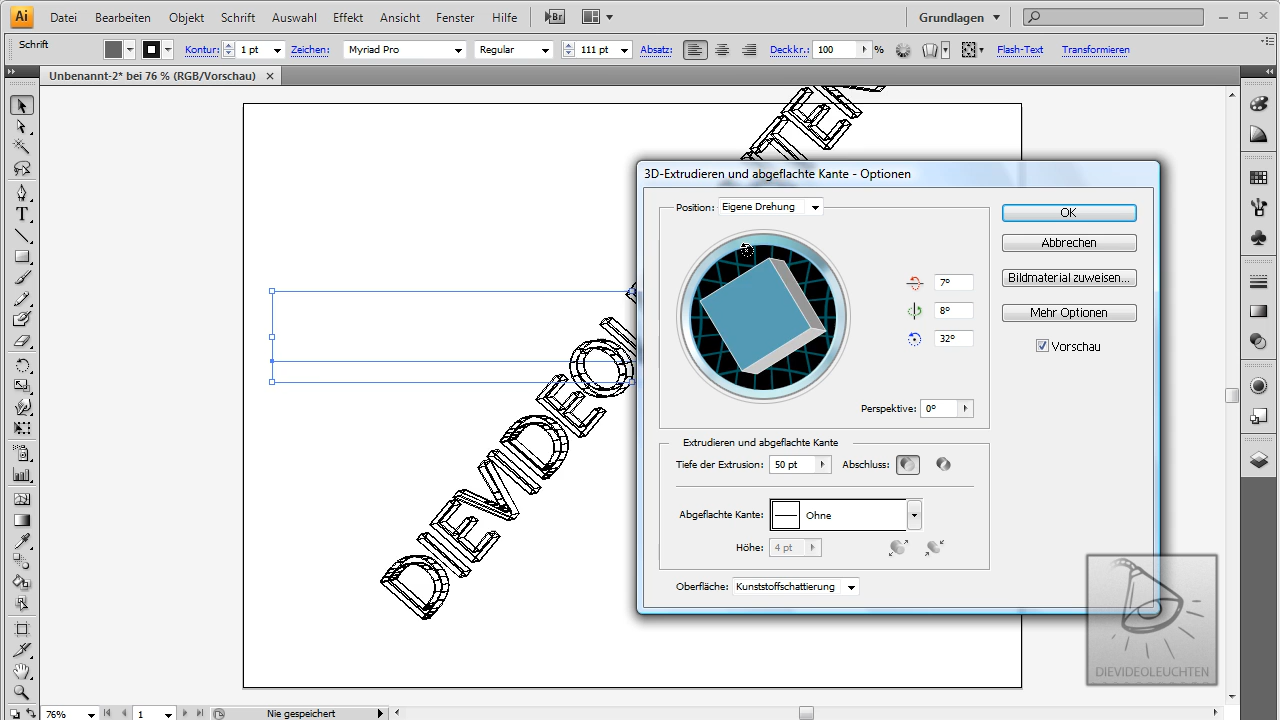 Ai Datei Bearbeiten Objekt Schrift Auswahl Effekt Ansicht Fenster Hilfe Br Grundlagen
Schrift Kontur: 1 pt Zeichen: Myriad Pro Regular 111 pt Absatz: Deckkr.: 100 % Flash-Text Transformieren
Unbenannt-2* bei 76 % (RGB/Vorschau)
DIEVIDEOL
TEN
3D-Extrudieren und abgeflachte Kante - Optionen
Position: Eigene Drehung
OK
Abbrechen
Bildmaterial zuweisen...
Mehr Optionen
Vorschau
7°
8°
32°
Perspektive: 0°
Extrudieren und abgeflachte Kante
Tiefe der Extrusion: 50 pt Abschluss:
Abgeflachte Kante: Ohne
Höhe: 4 pt
Oberfläche: Kunststoffschattierung
DIEVIDEOLEUCHTEN
76% 1 Nie gespeichert